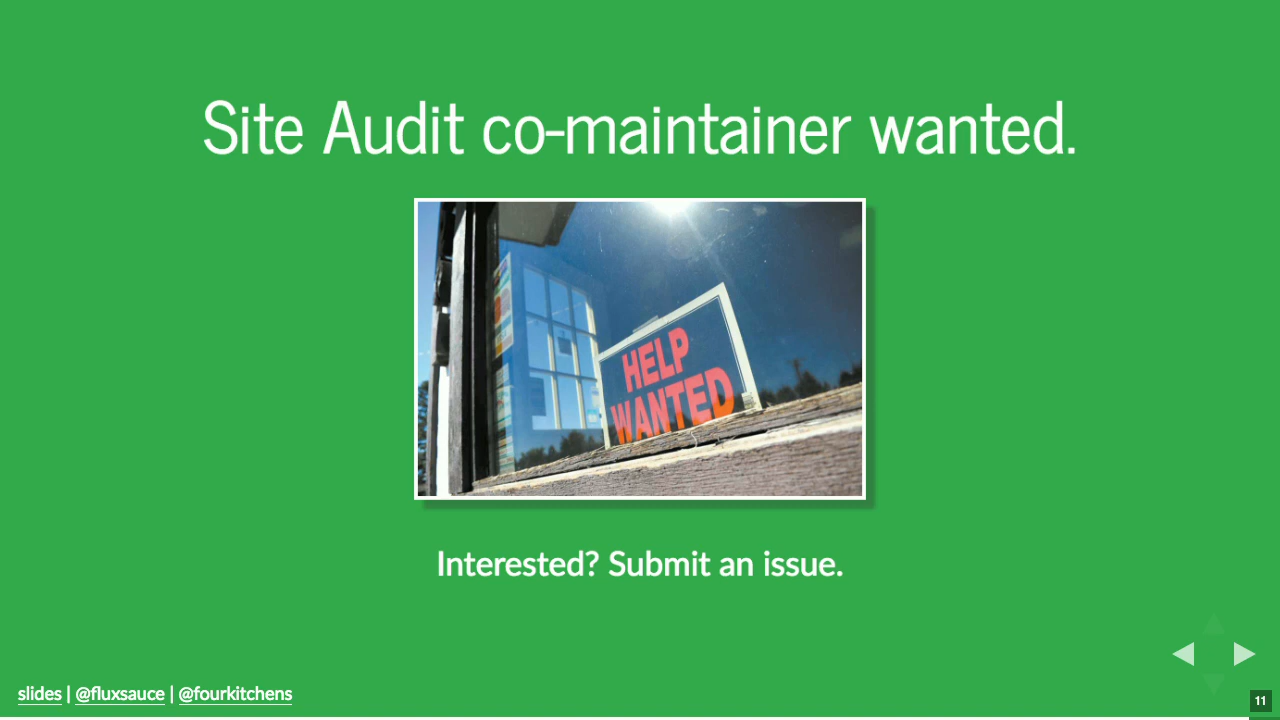 Site Audit co-maintainer wanted.
HELP
WANTED
Interested? Submit an issue.
slides | @fluxsauce | @fourkitchens
11